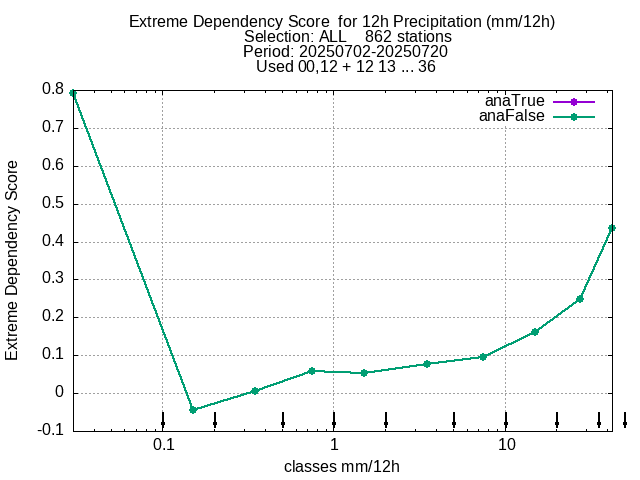 Extreme Dependency Score  for 12h Precipitation (mm/12h)
Selection: ALL    862 stations
Period: 20250702-20250720
Used 00,12 + 12 13 ... 36
anaTrue
anaFalse
0.8
0.7
0.6
0.5
0.4
0.3
0.2
0.1
0
-0.1
Extreme Dependency Score
0.1
1
10
classes mm/12h